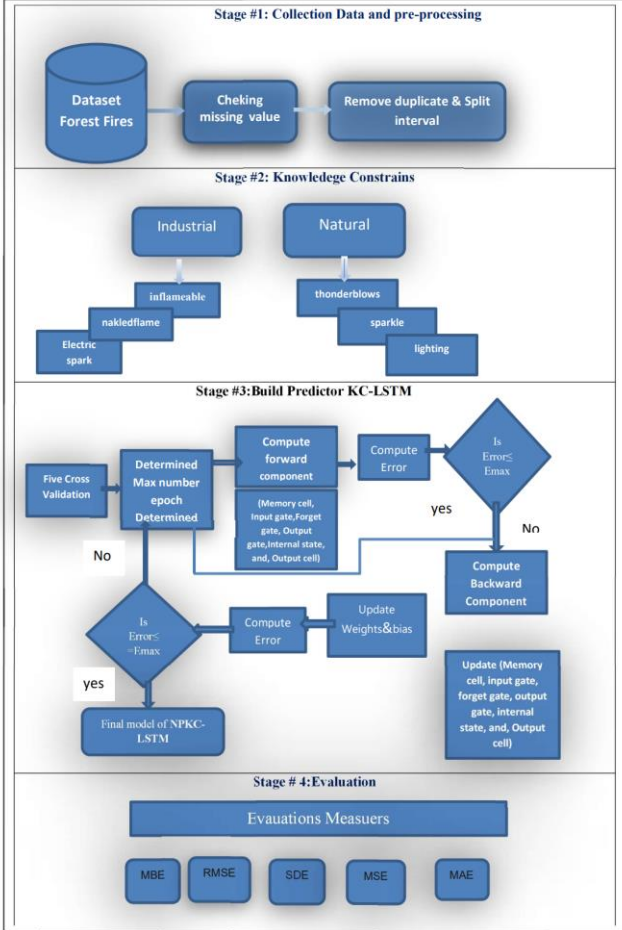 Stage #1: Collection Data and pre-processing
Dataset
Forest Fires
Cheking
missing value
Remove duplicate & Split
interval
Stage #2: Knowledege Constrains
Industrial
Natural
inflameable
nakledflame
Electric
spark
thonderblows
sparkle
lighting
Stage #3:Build Predictor KC-LSTM
Five Cross
Validation
Determined
Max number
epoch
Determined
Compute
forward
component
(Memory cell,
Input gate,Forget
gate, Output
gate,Internal state,
and, Output cell)
Compute
Error
Is
Error≤
Emax
yes
No
Compute
Backward
Component
Update (Memory
cell, input gate,
forget gate, output
gate, internal
state, and, Output
cell)
Update
Weights&bias
Compute
Error
Is
Error≤
=Emax
No
yes
Final model of NPKC-
LSTM
Stage # 4:Evaluation
Evauations Measuers
MBE
RMSE
SDE
MSE
MAE